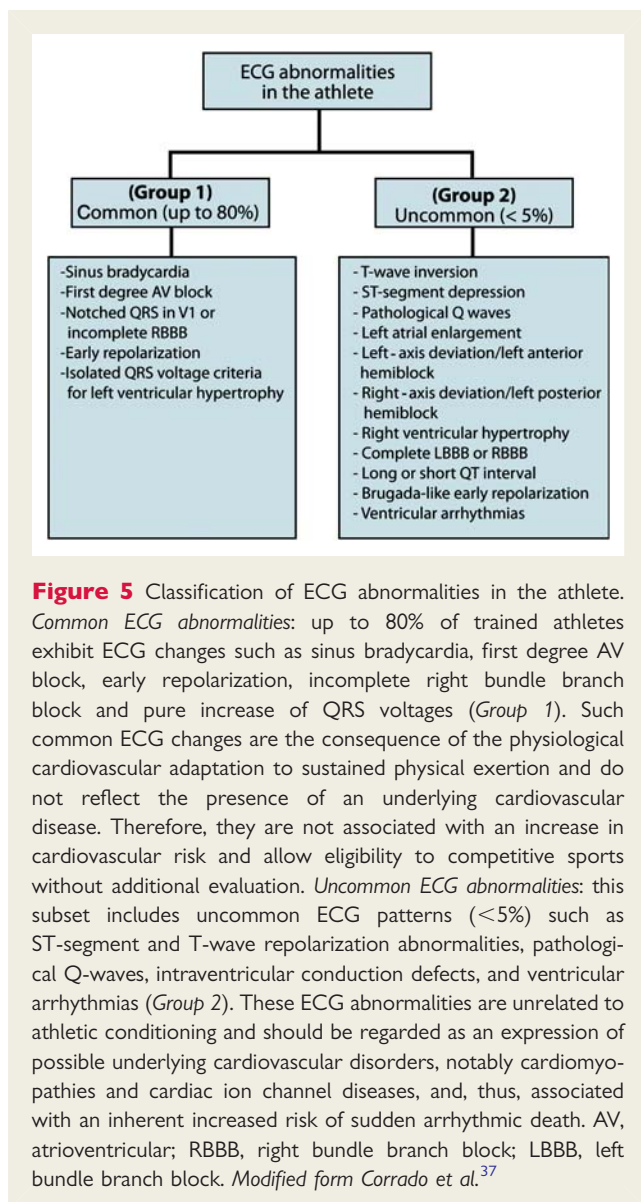 ECG abnormalities
in the athlete
(Group 1)
Common (up to 80%)
-Sinus bradycardia
-First degree AV block
-Notched QRS in V1 or
incomplete RBBB
-Early repolarization
-Isolated QRS voltage criteria
for left ventricular hypertrophy
(Group 2)
Uncommon (< 5%)
- T-wave inversion
- ST-segment depression
- Pathological Q waves
- Left atrial enlargement
- Left - axis deviation/left anterior
hemiblock
- Right - axis deviation/left posterior
hemiblock
- Right ventricular hypertrophy
- Complete LBBB or RBBB
- Long or short QT interval
- Brugada-like early repolarization
- Ventricular arrhythmias
Figure 5 Classification of ECG abnormalities in the athlete.
Common ECG abnormalities: up to 80% of trained athletes
exhibit ECG changes such as sinus bradycardia, first degree AV
block, early repolarization, incomplete right bundle branch
block and pure increase of QRS voltages (Group 1). Such
common ECG changes are the consequence of the physiological
cardiovascular adaptation to sustained physical exertion and do
not reflect the presence of an underlying cardiovascular
disease. Therefore, they are not associated with an increase in
cardiovascular risk and allow eligibility to competitive sports
without additional evaluation. Uncommon ECG abnormalities: this
subset includes uncommon ECG patterns (<5%) such as
ST-segment and T-wave repolarization abnormalities, pathologi-
cal Q-waves, intraventricular conduction defects, and ventricular
arrhythmias (Group 2). These ECG abnormalities are unrelated to
athletic conditioning and should be regarded as an expression of
possible underlying cardiovascular disorders, notably cardiomyo-
pathies and cardiac ion channel diseases, and, thus, associated
with an inherent increased risk of sudden arrhythmic death. AV,
atrioventricular; RBBB, right bundle branch block; LBBB, left
bundle branch block. Modified form Corrado et al.37